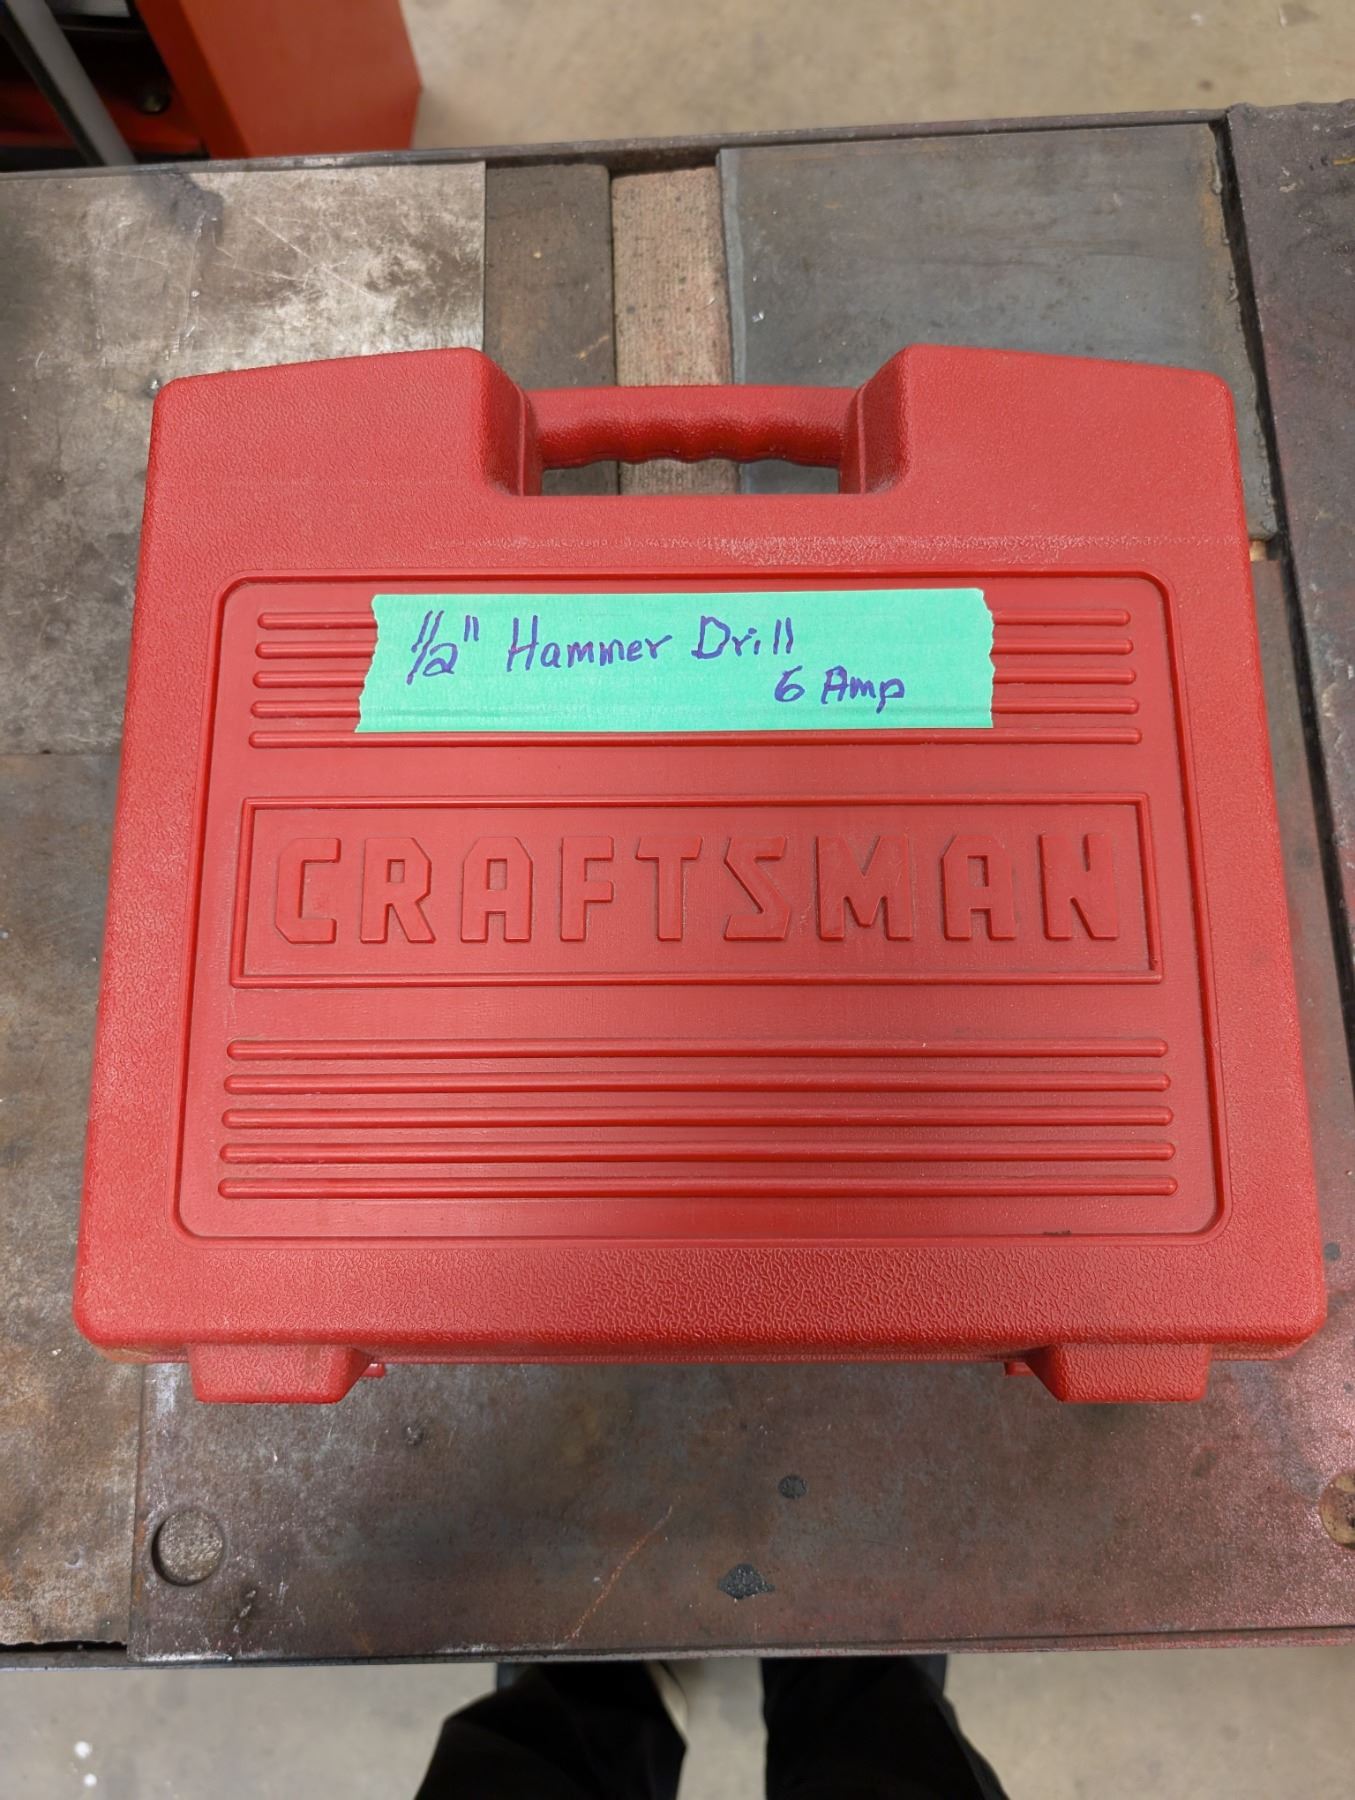 1/2" Hammer Drill
6 Amp
CRAFTSMAN